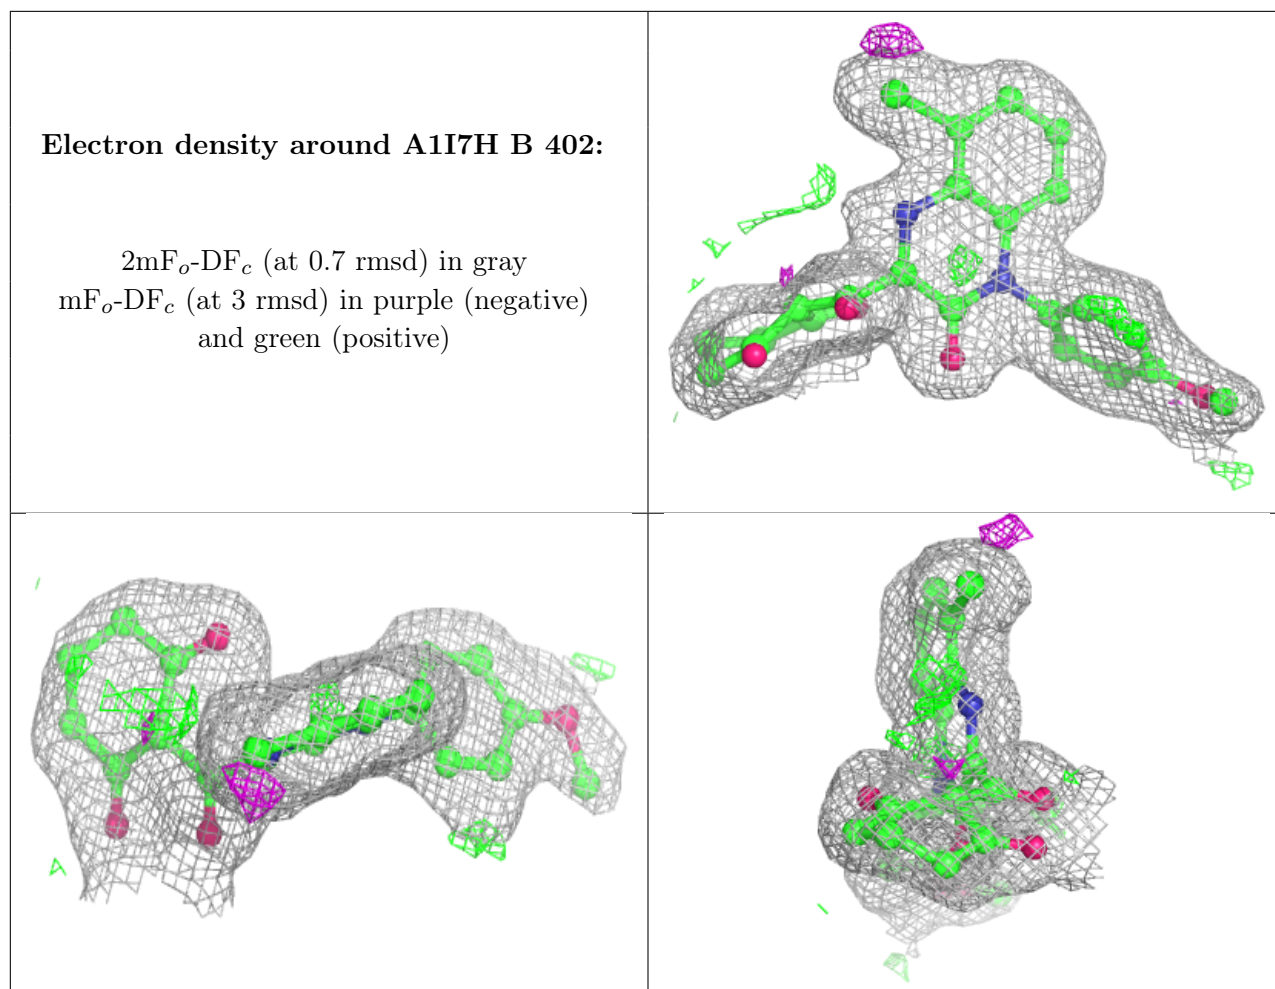 Electron density around A1I7H B 402:
2mFo-DFc (at 0.7 rmsd) in gray
mFo-DFc (at 3 rmsd) in purple (negative)
and green (positive)